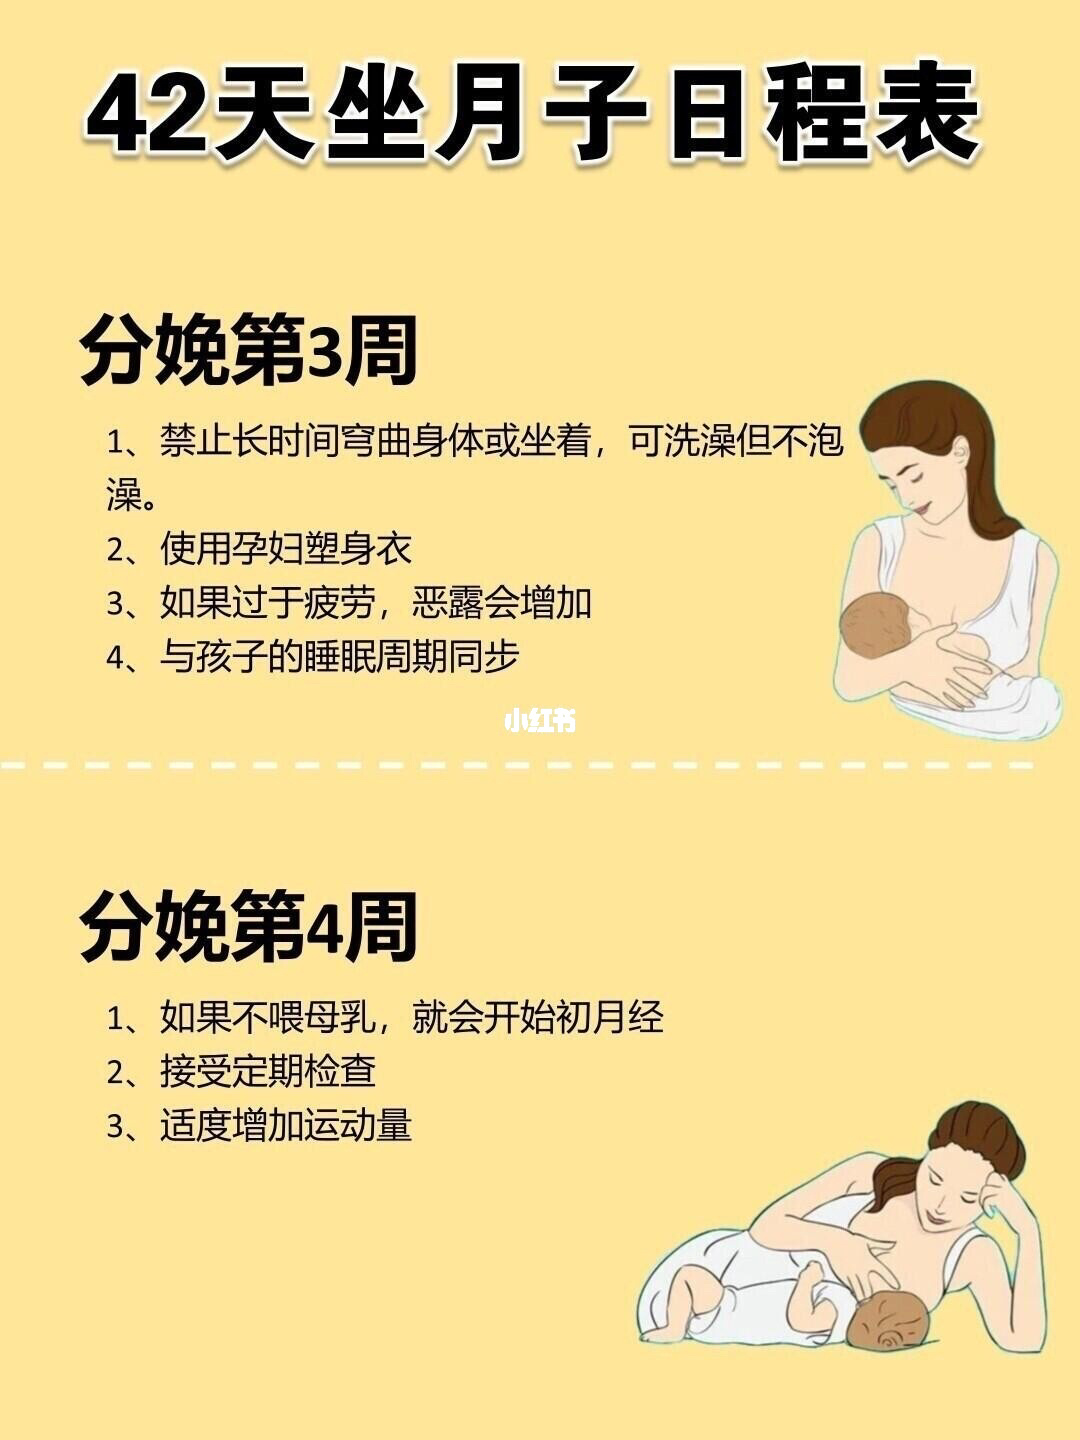 42天坐月子日程表
分娩第3周
1、禁止长时间穹曲身体或坐着，可洗澡但不泡
澡。
2、使用孕妇塑身衣
3、如果过于疲劳，恶露会增加
4、与孩子的睡眠周期同步
小红书
分娩第4周
1、如果不喂母乳，就会开始初月经
2、接受定期检查
3、适度增加运动量